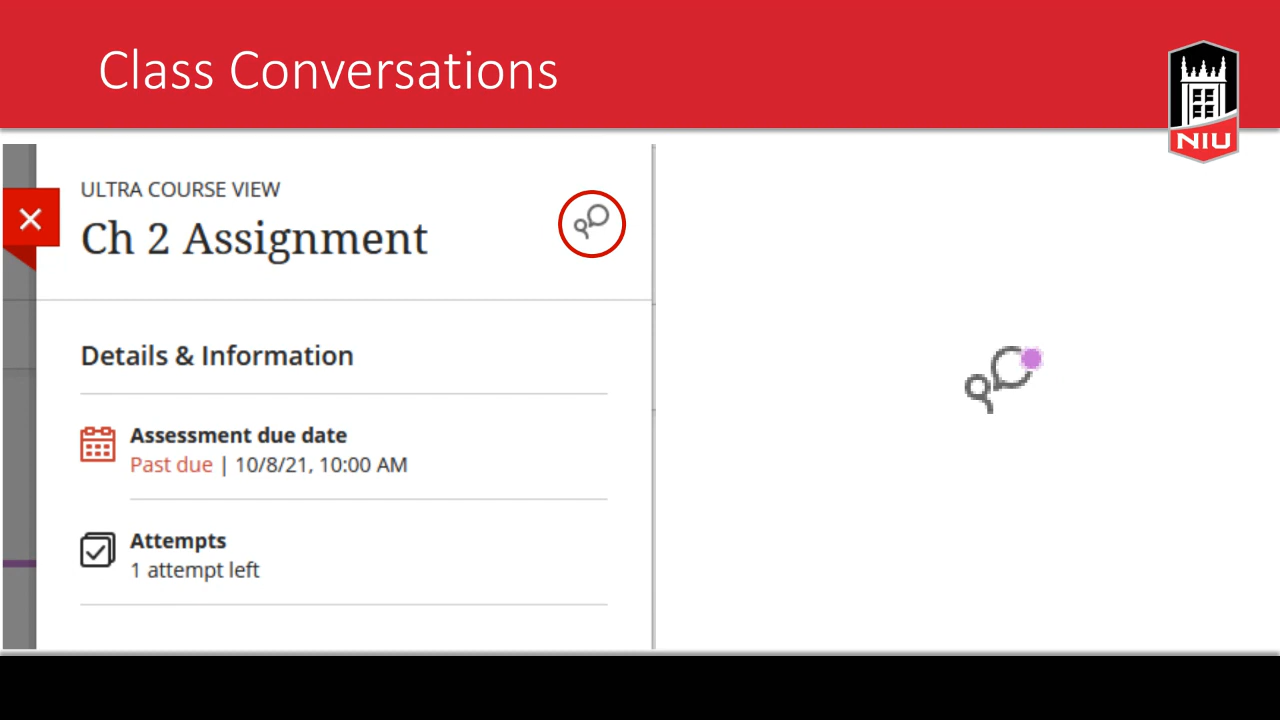 Class Conversations
NIU
ULTRA COURSE VIEW
Ch 2 Assignment
Details & Information
Assessment due date
Past due | 10/8/21, 10:00 AM
Attempts
1 attempt left